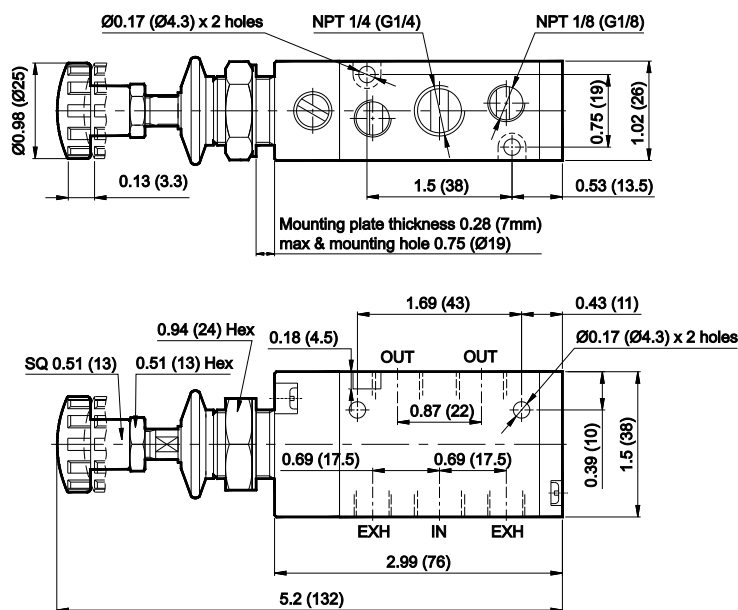 Ø0.17 (Ø4.3) x 2 holes
NPT 1/4 (G1/4)
NPT 1/8 (G1/8)
Ø0.98 (Ø25)
0.75 (19)
1.02 (26)
0.13 (3.3)
1.5 (38)
0.53 (13.5)
Mounting plate thickness 0.28 (7mm)
max & mounting hole 0.75 (Ø19)
1.69 (43)
0.43 (11)
0.94 (24) Hex
0.18 (4.5)
Ø0.17 (Ø4.3) x 2 holes
SQ 0.51 (13)
0.51 (13) Hex
OUT
OUT
0.87 (22)
0.39 (10)
1.5 (38)
0.69 (17.5)
0.69 (17.5)
EXH
IN
EXH
2.99 (76)
5.2 (132)